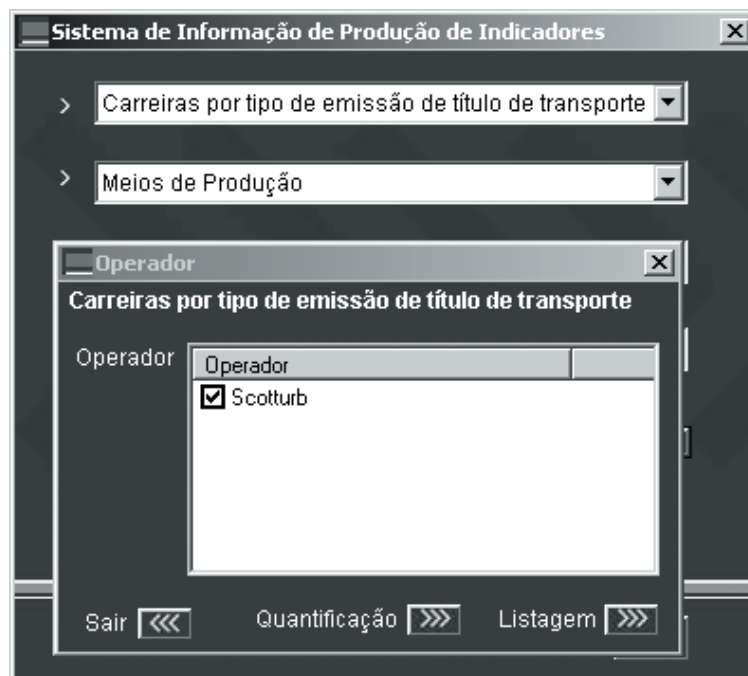 Sistema de Informação de Produção de Indicadores
> Carreiras por tipo de emissão de título de transporte
> Meios de Produção
Operador
Carreiras por tipo de emissão de título de transporte
Operador
Operador
Scotturb
Sair <<< Quantificação >>> Listagem >>>